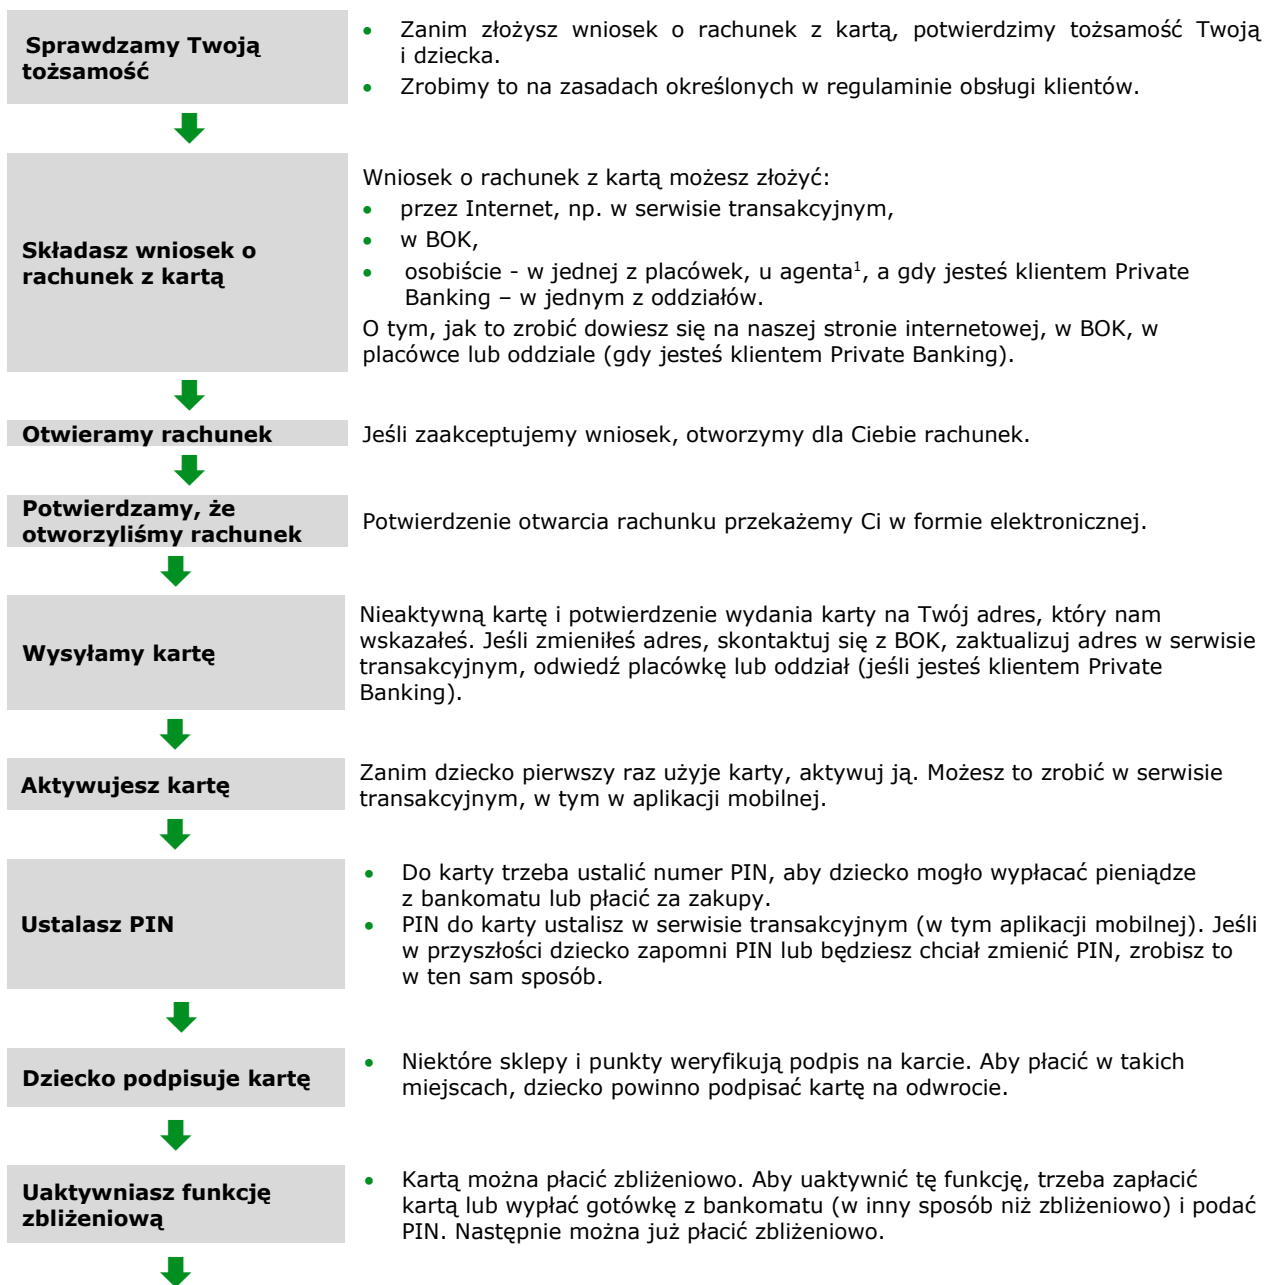 Sprawdzamy Twoją
tożsamość
• Zanim złożysz wniosek o rachunek z kartą, potwierdzimy tożsamość Twoją
i dziecka.
• Zrobimy to na zasadach określonych w regulaminie obsługi klientów.
Składasz wniosek o
rachunek z kartą
Wniosek o rachunek z kartą możesz złożyć:
• przez Internet, np. w serwisie transakcyjnym,
• w BOK,
• osobiście - w jednej z placówek, u agenta¹, a gdy jesteś klientem Private
Banking – w jednym z oddziałów.
O tym, jak to zrobić dowiesz się na naszej stronie internetowej, w BOK, w
placówce lub oddziale (gdy jesteś klientem Private Banking).
Otwieramy rachunek
Jeśli zaakceptujemy wniosek, otworzymy dla Ciebie rachunek.
Potwierdzamy, że
otworzyliśmy rachunek
Potwierdzenie otwarcia rachunku przekażemy Ci w formie elektronicznej.
Wysyłamy kartę
Nieaktywną kartę i potwierdzenie wydania karty na Twój adres, który nam
wskazałeś. Jeśli zmieniłeś adres, skontaktuj się z BOK, zaktualizuj adres w serwisie
transakcyjnym, odwiedź placówkę lub oddział (jeśli jesteś klientem Private
Banking).
Aktywujesz kartę
Zanim dziecko pierwszy raz użyje karty, aktywuj ją. Możesz to zrobić w serwisie
transakcyjnym, w tym w aplikacji mobilnej.
Ustalasz PIN
• Do karty trzeba ustalić numer PIN, aby dziecko mogło wypłacać pieniądze
z bankomatu lub płacić za zakupy.
• PIN do karty ustalisz w serwisie transakcyjnym (w tym aplikacji mobilnej). Jeśli
w przyszłości dziecko zapomni PIN lub będziesz chciał zmienić PIN, zrobisz to
w ten sam sposób.
Dziecko podpisuje kartę
• Niektóre sklepy i punkty weryfikują podpis na karcie. Aby płacić w takich
miejscach, dziecko powinno podpisać kartę na odwrocie.
Uaktywniasz funkcję
zbliżeniową
• Kartą można płacić zbliżeniowo. Aby uaktywnić tę funkcję, trzeba zapłacić
kartą lub wypłać gotówkę z bankomatu (w inny sposób niż zbliżeniowo) i podać
PIN. Następnie można już płacić zbliżeniowo.